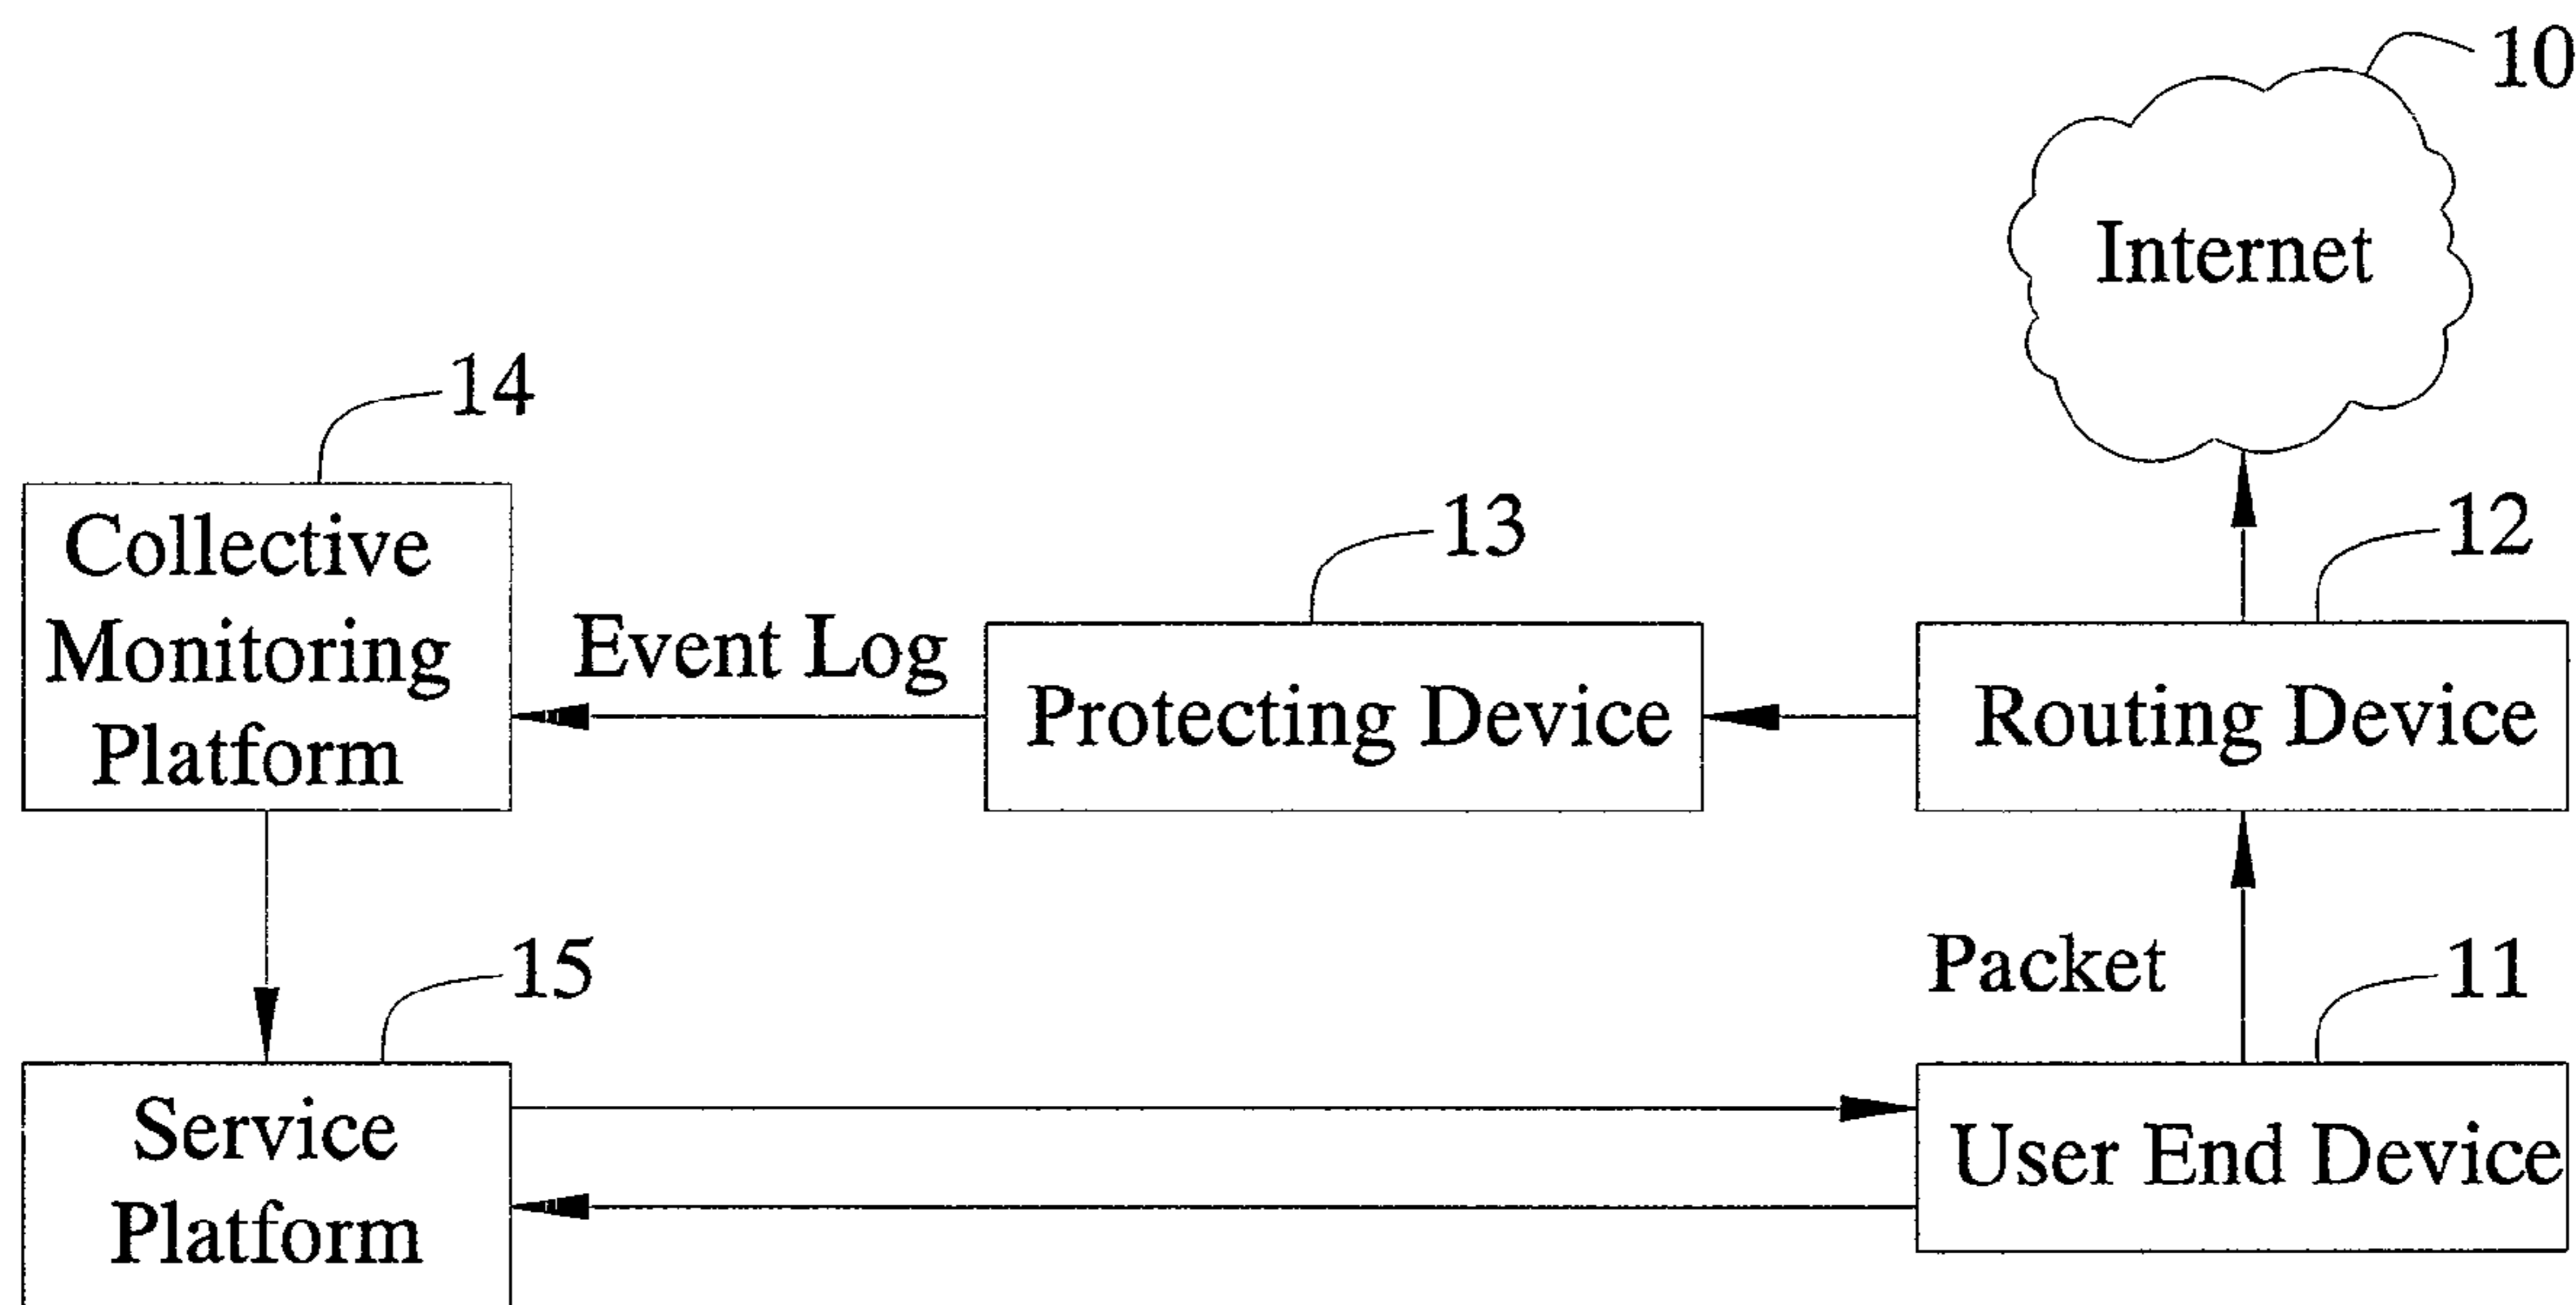 10
Internet
14
13
12
Collective
Monitoring
Platform
Event Log
Protecting Device
Routing Device
15
Packet
11
Service
Platform
User End Device